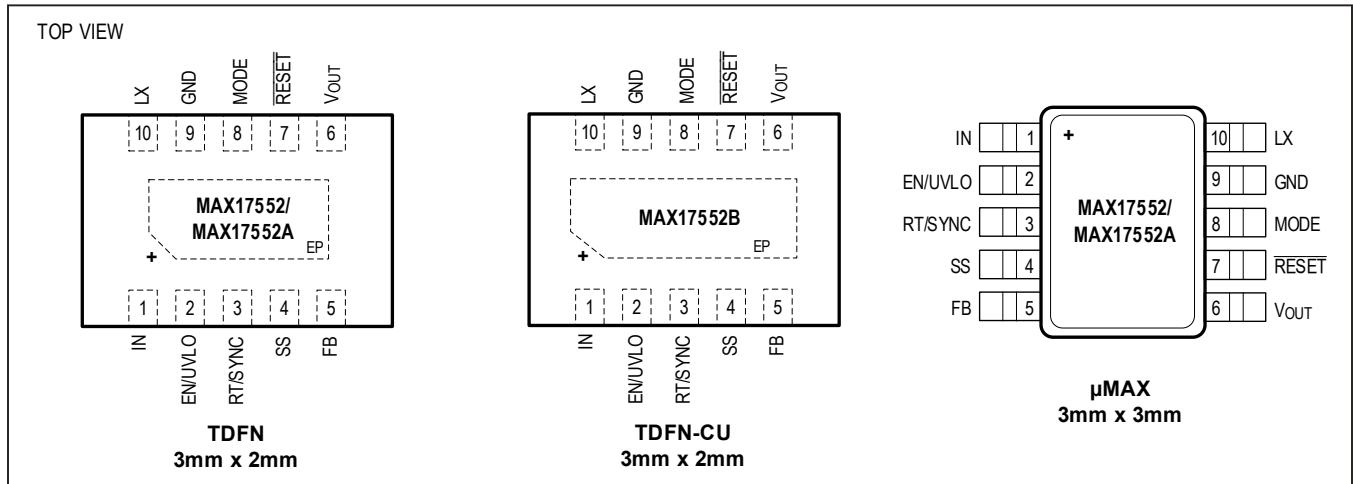 TOP VIEW
LX GND MODE RESET VOUT
10 9 8 7 6
MAX17552/
MAX17552A
EP
+
1 2 3 4 5
IN EN/UVLO RT/SYNC SS FB
TDFN
3mm x 2mm
LX GND MODE RESET VOUT
10 9 8 7 6
MAX17552B
EP
+
1 2 3 4 5
IN EN/UVLO RT/SYNC SS FB
TDFN-CU
3mm x 2mm
IN 1 + 10 LX
EN/UVLO 2 9 GND
MAX17552/
MAX17552A
RT/SYNC 3 8 MODE
SS 4 7 RESET
FB 5 6 VOUT
µMAX
3mm x 3mm